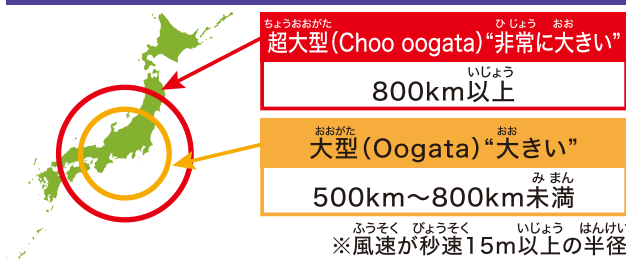 ちょうおおがた ひじょう おお
超大型（Choo oogata）“非常に大きい”
いじょう
800km以上
おおがた おお
大型（Oogata）“大きい”
みまん
500km～800km未満
ふうそく びょうそく いじょう はんけい
※風速が秒速15m以上の半径